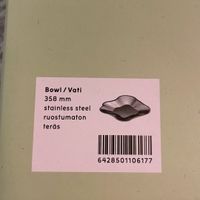 Bowl / Vati
358 mm
stainless steel
ruostumaton
teräs
6428501106177